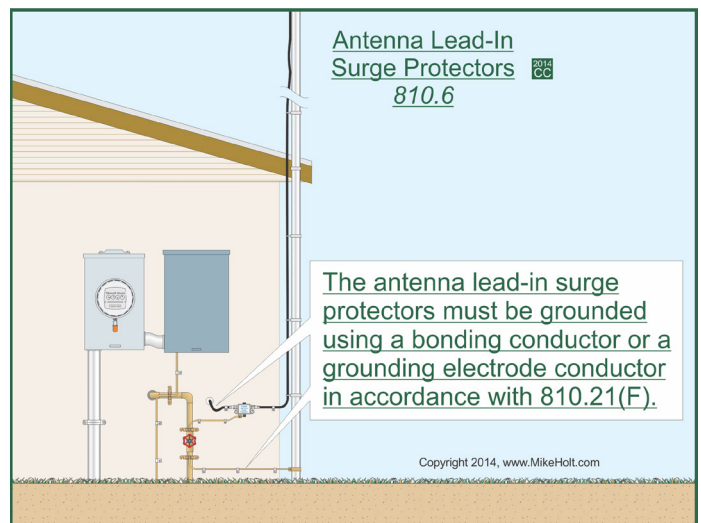 Antenna Lead-In
Surge Protectors 2014 CC
810.6
The antenna lead-in surge
protectors must be grounded
using a bonding conductor or a
grounding electrode conductor
in accordance with 810.21(F).
Copyright 2014, www.MikeHolt.com